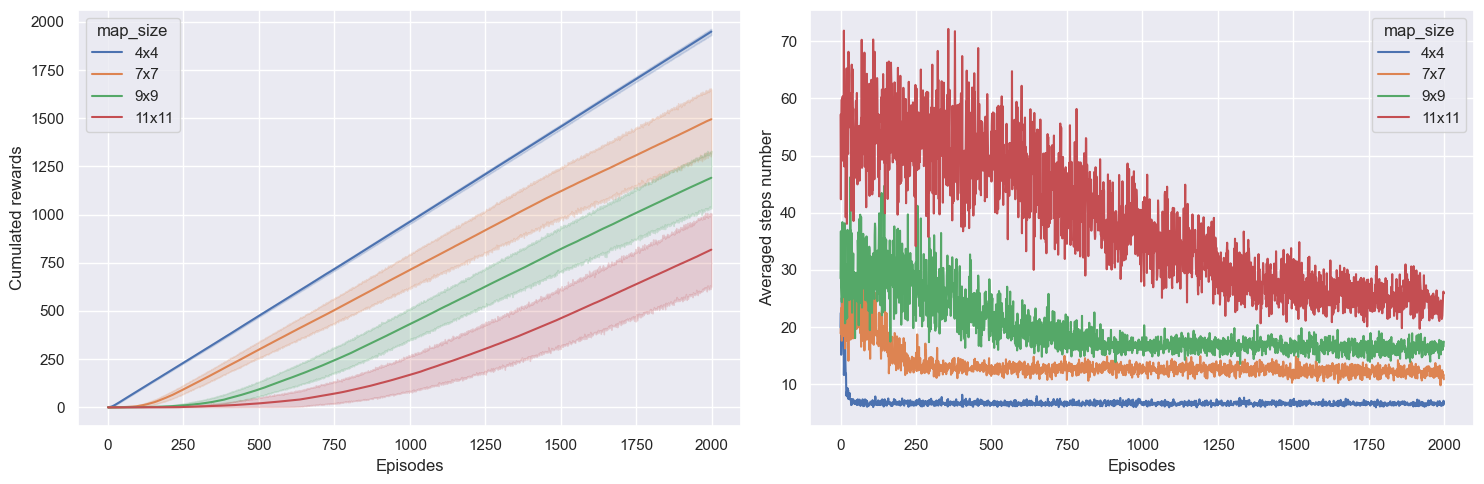 map_size
4x4
7x7
9x9
11x11
2000
1750
1500
1250
1000
750
500
250
0
Cumulated rewards
0 250 500 750 1000 1250 1500 1750 2000
Episodes
map_size
4x4
7x7
9x9
11x11
70
60
50
40
30
20
10
Averaged steps number
0 250 500 750 1000 1250 1500 1750 2000
Episodes